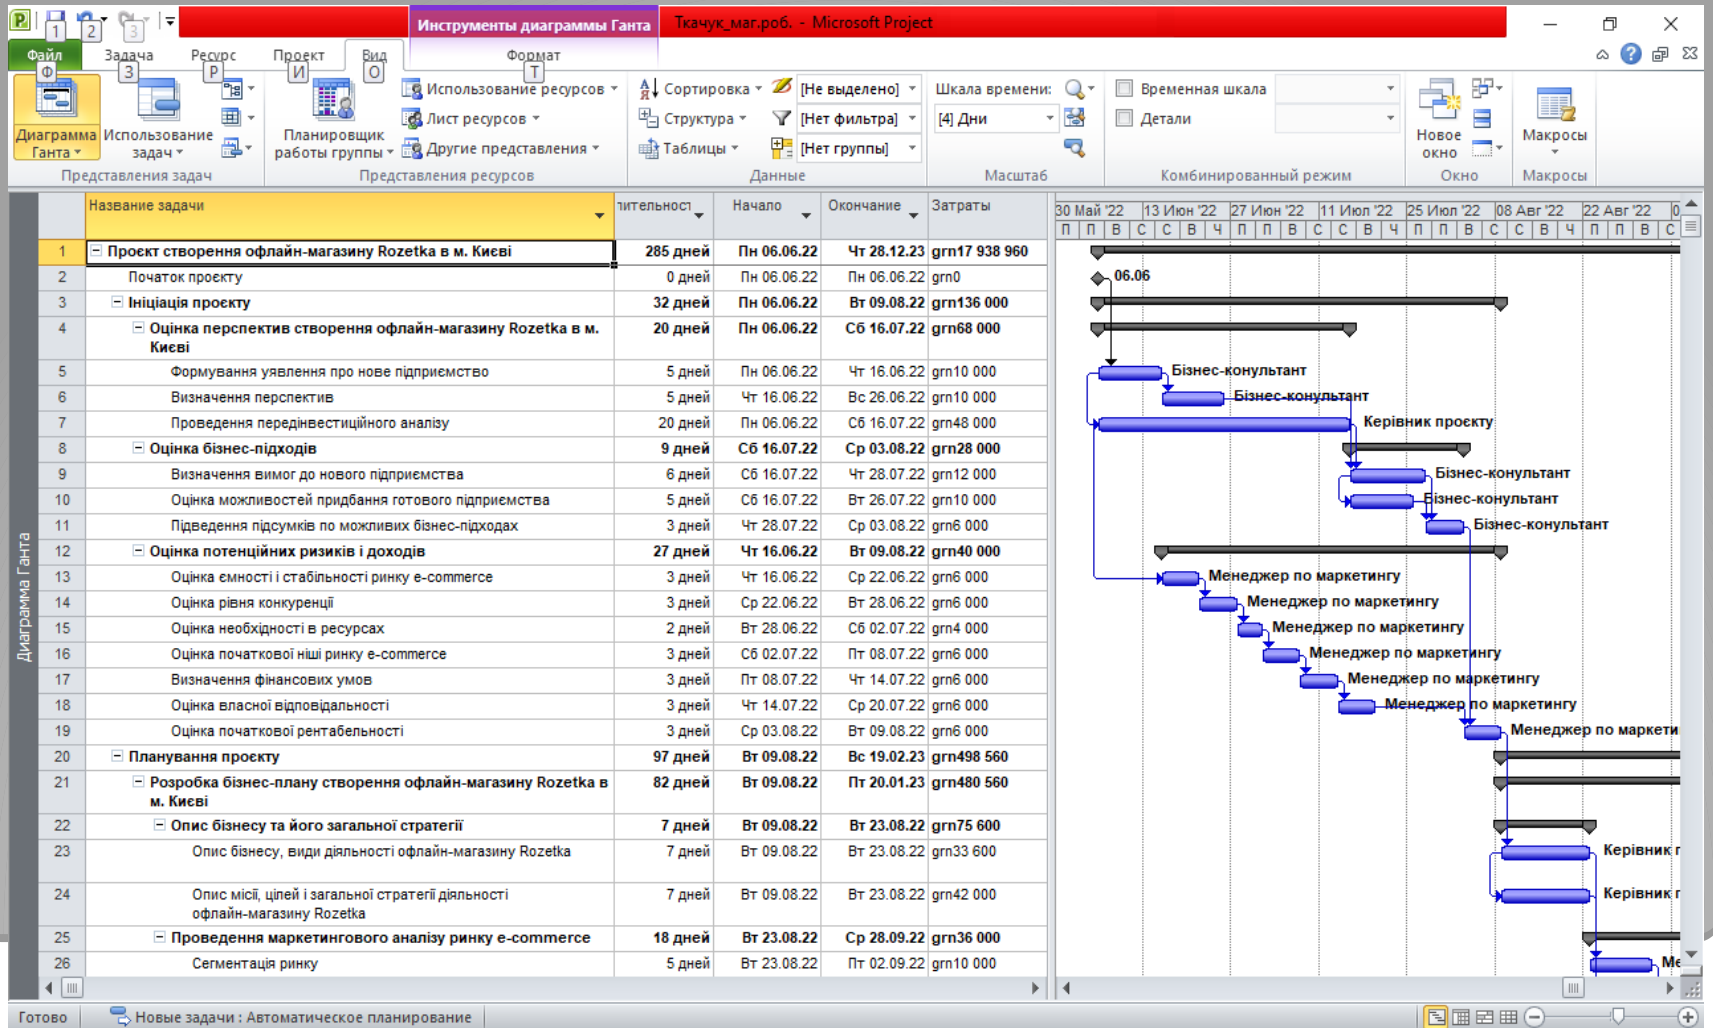 Инструменты диаграммы Ганта
Ткачук_маг.роб. - Microsoft Project
1 2 3
Файл Задача Ресурс Проект Вид Формат
Ф З Р И О Т
Диаграмма Ганта
Использование задач
Представления задач
Планировщик работы группы
Использование ресурсов
Лист ресурсов
Другие представления
Представления ресурсов
Сортировка [Не выделено]
Структура [Нет фильтра]
Таблицы [Нет группы]
Данные
Шкала времени:
[4] Дни
Масштаб
Временная шкала
Детали
Комбинированный режим
Новое окно
Окно
Макросы
Макросы
Название задачи Начало Окончание Затраты
30 Май '22 13 Июн '22 27 Июн '22 11 Июл '22 25 Июл '22 08 Авг '22 22 Авг '22 0
П П В С С В Ч П П В С С В Ч П П В С С В Ч П П В С
1 Проєкт створення офлайн-магазину Rozetka в м. Києві 285 дней Пн 06.06.22 Чт 28.12.23 grn17 938 960
2 Початок проєкту 0 дней Пн 06.06.22 Пн 06.06.22 grn0 06.06
3 Ініціація проєкту 32 дней Пн 06.06.22 Вт 09.08.22 grn136 000
4 Оцінка перспектив створення офлайн-магазину Rozetka в м. 20 дней Пн 06.06.22 Сб 16.07.22 grn68 000
Києві
5 Формування уявлення про нове підприємство 5 дней Пн 06.06.22 Чт 16.06.22 grn10 000 Бізнес-конультант
6 Визначення перспектив 5 дней Чт 16.06.22 Вс 26.06.22 grn10 000 Бізнес-конультант
7 Проведення передінвестиційного аналізу 20 дней Пн 06.06.22 Сб 16.07.22 grn48 000 Керівник проєкту
8 Оцінка бізнес-підходів 9 дней Сб 16.07.22 Ср 03.08.22 grn28 000
9 Визначення вимог до нового підприємства 6 дней Сб 16.07.22 Чт 28.07.22 grn12 000 Бізнес-конультант
10 Оцінка можливостей придбання готового підприємства 5 дней Сб 16.07.22 Вт 26.07.22 grn10 000 Бізнес-конультант
11 Підведення підсумків по можливих бізнес-підходах 3 дней Чт 28.07.22 Ср 03.08.22 grn6 000 Бізнес-конультант
12 Оцінка потенційних ризиків і доходів 27 дней Чт 16.06.22 Вт 09.08.22 grn40 000
13 Оцінка ємності і стабільності ринку e-commerce 3 дней Чт 16.06.22 Ср 22.06.22 grn6 000 Менеджер по маркетингу
14 Оцінка рівня конкуренції 3 дней Ср 22.06.22 Вт 28.06.22 grn6 000 Менеджер по маркетингу
15 Оцінка необхідності в ресурсах 2 дней Вт 28.06.22 Сб 02.07.22 grn4 000 Менеджер по маркетингу
16 Оцінка початкової ніші ринку e-commerce 3 дней Сб 02.07.22 Пт 08.07.22 grn6 000 Менеджер по маркетингу
17 Визначення фінансових умов 3 дней Пт 08.07.22 Чт 14.07.22 grn6 000 Менеджер по маркетингу
18 Оцінка власної відповідальності 3 дней Чт 14.07.22 Ср 20.07.22 grn6 000 Менеджер по маркетингу
19 Оцінка початкової рентабельності 3 дней Ср 03.08.22 Вт 09.08.22 grn6 000 Менеджер по маркети
20 Планування проєкту 97 дней Вт 09.08.22 Вс 19.02.23 grn498 560
21 Розробка бізнес-плану створення офлайн-магазину Rozetka в 82 дней Вт 09.08.22 Пт 20.01.23 grn480 560
м. Києві
22 Опис бізнесу та його загальної стратегії 7 дней Вт 09.08.22 Вт 23.08.22 grn75 600
23 Опис бізнесу, види діяльності офлайн-магазину Rozetka 7 дней Вт 09.08.22 Вт 23.08.22 grn33 600 Керівник
24 Опис місії, цілей і загальної стратегії діяльності 7 дней Вт 09.08.22 Вт 23.08.22 grn42 000 Керівник
офлайн-магазину Rozetka
25 Проведення маркетингового аналізу ринку e-commerce 18 дней Вт 23.08.22 Ср 28.09.22 grn36 000
26 Сегментація ринку 5 дней Вт 23.08.22 Пт 02.09.22 grn10 000 Ме
Диаграмма Ганта
Готово Новые задачи : Автоматическое планирование